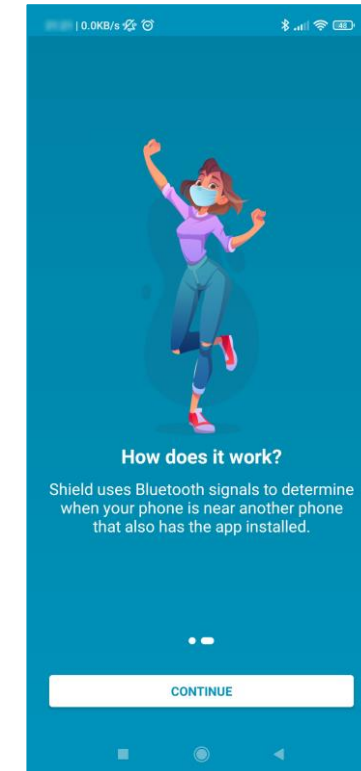 | 0.0KB/s
48
How does it work?
Shield uses Bluetooth signals to determine
when your phone is near another phone
that also has the app installed.
CONTINUE